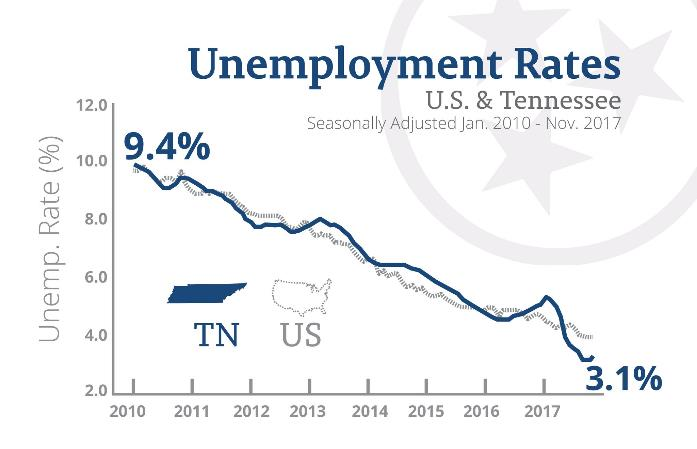 Unemployment Rates
U.S. & Tennessee
Seasonally Adjusted Jan. 2010 - Nov. 2017
Unemp. Rate (%)
12.0
10.0
8.0
6.0
4.0
2.0
9.4%
TN
US
3.1%
2010 2011 2012 2013 2014 2015 2016 2017